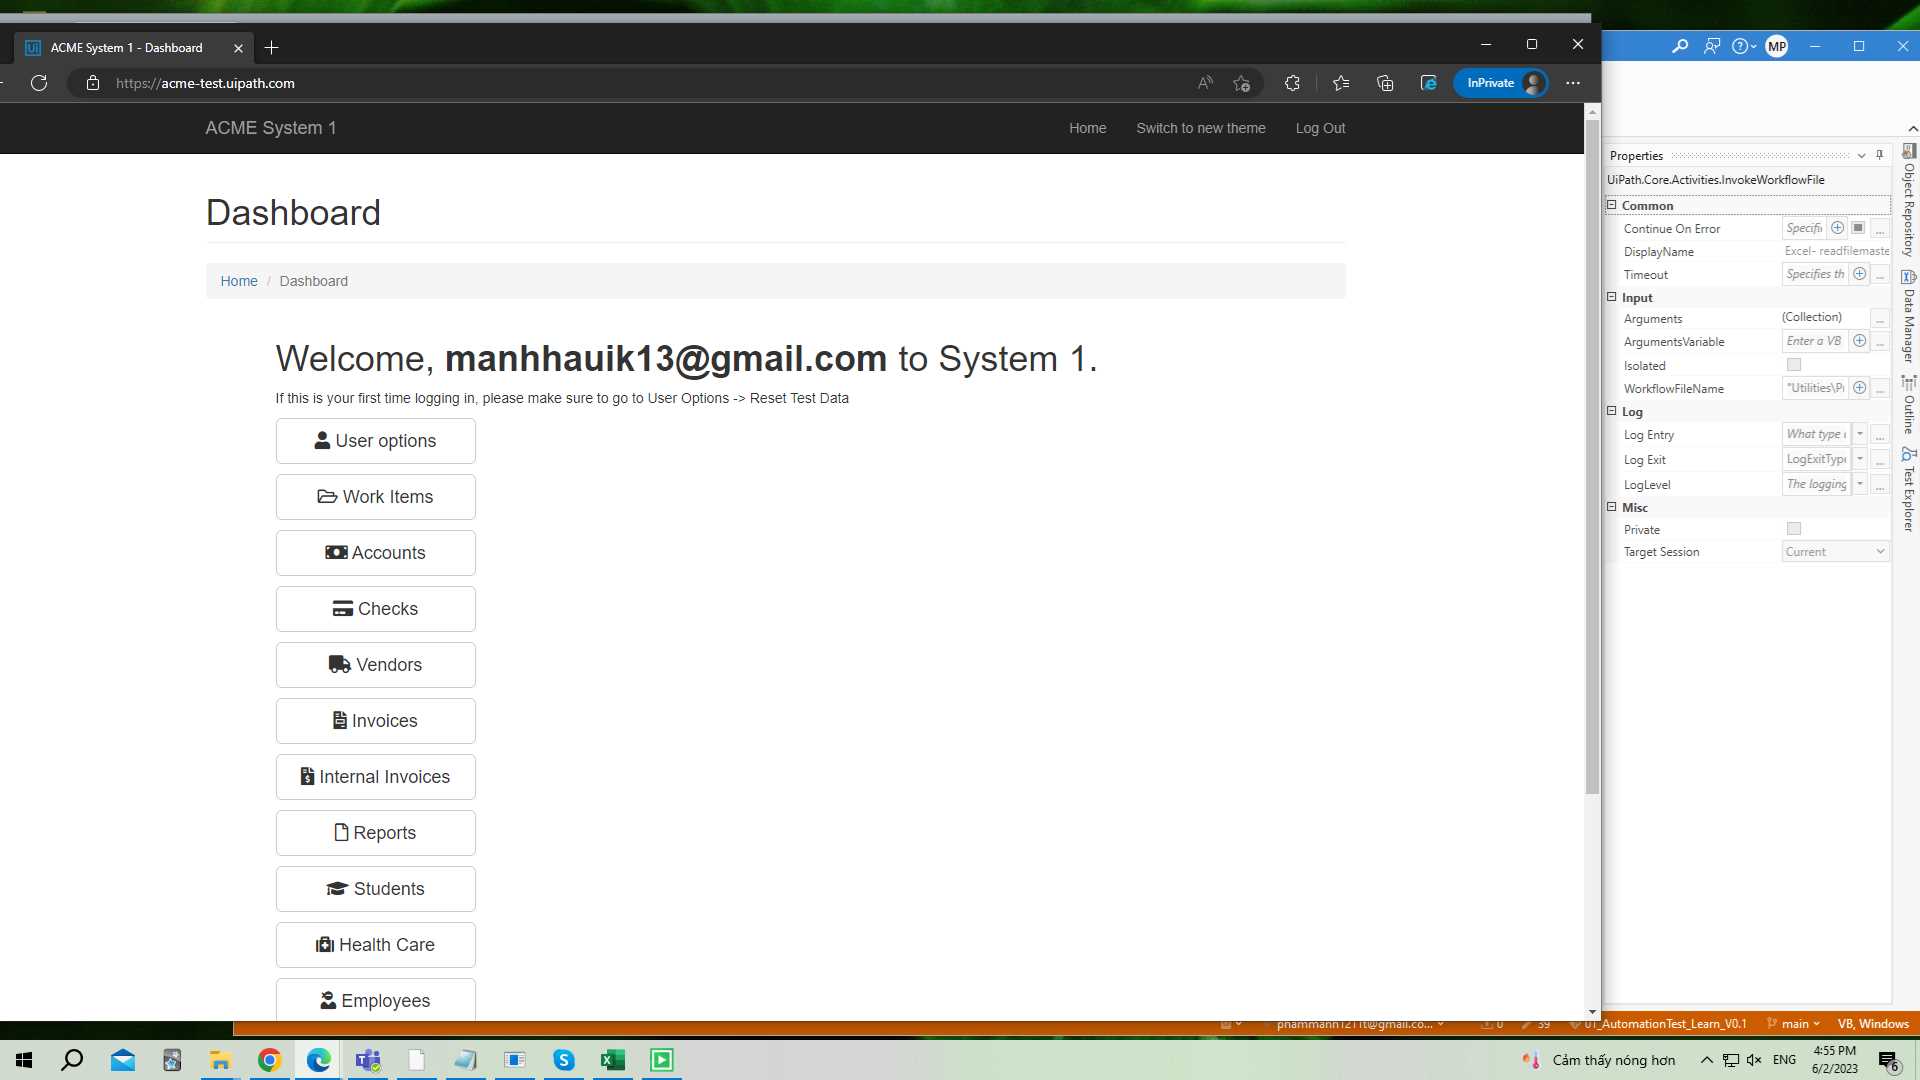 ACME System 1 - Dashboard
MP
https://acme-test.uipath.com
InPrivate
ACME System 1
Home
Switch to new theme
Log Out
Dashboard
Home / Dashboard
Welcome, manhhauik13@gmail.com to System 1.
If this is your first time logging in, please make sure to go to User Options -> Reset Test Data
User options
Work Items
Accounts
Checks
Vendors
Invoices
Internal Invoices
Reports
Students
Health Care
Employees
Properties
UiPath.Core.Activities.InvokeWorkflowFile
Common
Continue On Error Specifi
DisplayName Excel- readfilemaste
Timeout Specifies th
Input
Arguments (Collection)
ArgumentsVariable Enter a VB
Isolated
WorkflowFileName "Utilities\P
Log
Log Entry What type
Log Exit LogExitType
LogLevel The logging
Misc
Private
Target Session Current
Object Repository
Data Manager
Outline
Test Explorer
0
39
01_AutomationTest_Learn_V0.1
main
VB, Windows
Cảm thấy nóng hơn
ENG
4:55 PM
6/2/2023
6